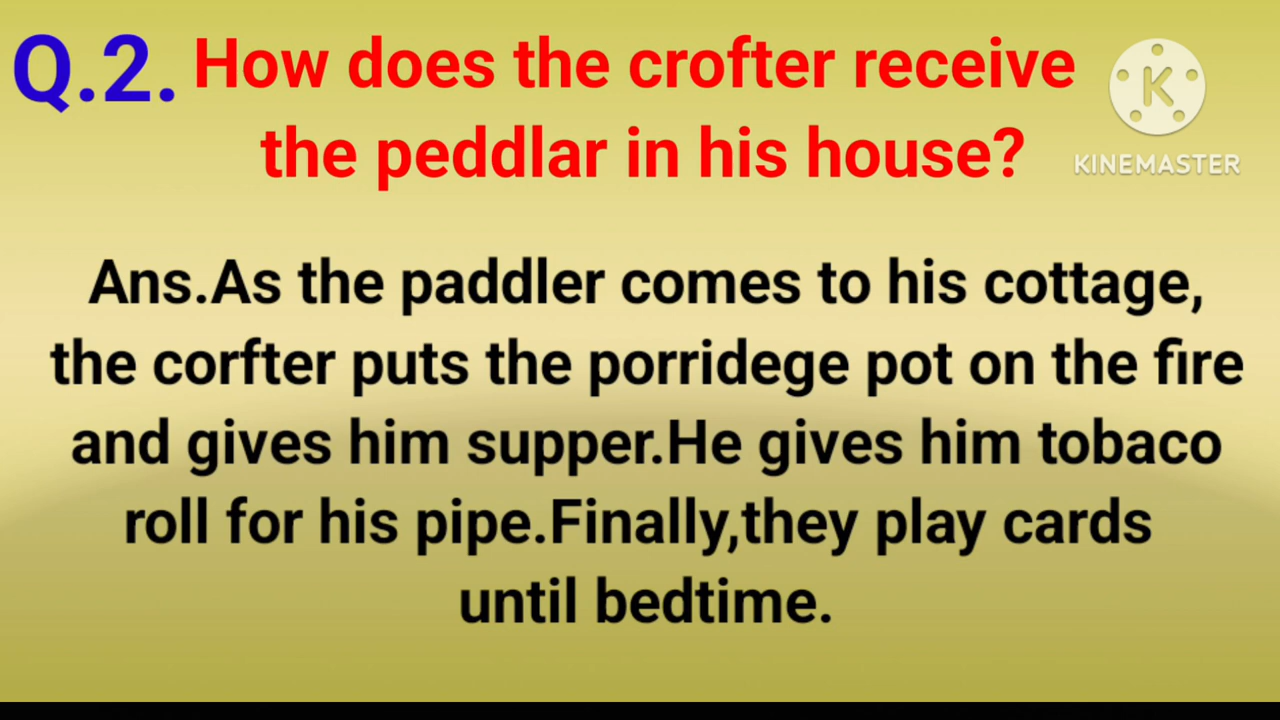 Q.2. How does the crofter receive
the peddlar in his house?
K
KINEMASTER
Ans.As the paddler comes to his cottage,
the corfter puts the porridege pot on the fire
and gives him supper.He gives him tobaco
roll for his pipe.Finally,they play cards
until bedtime.